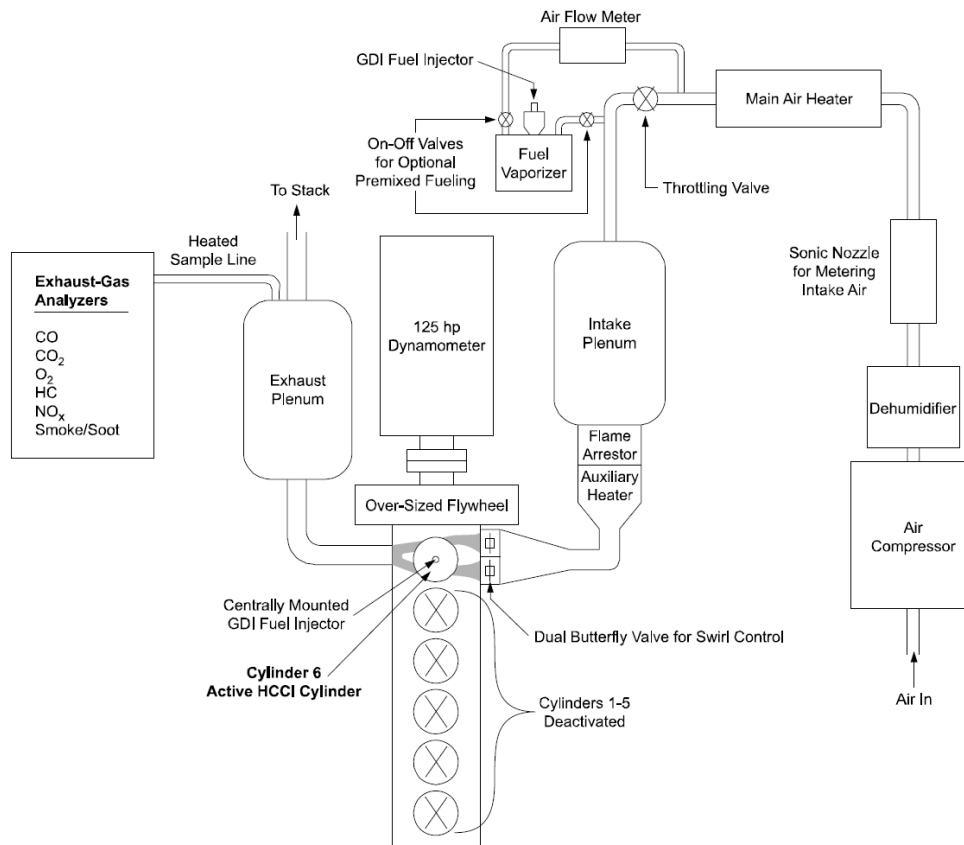 Air Flow Meter
GDI Fuel
Injector
Main Air Heater
On-Off Valves
for Optional
Premixed Fueling
Fuel
Vaporizer
Throttling Valve
To Stack
Heated
Sample Line
Exhaust-Gas
Analyzers
CO
CO₂
O₂
HC
NOₓ
Smoke/Soot
Exhaust
Plenum
125 hp
Dynamometer
Intake
Plenum
Sonic Nozzle
for Metering
Intake Air
Dehumidifier
Flame
Arrestor
Auxiliary
Heater
Over-Sized Flywheel
Air
Compressor
Centrally Mounted
GDI Fuel Injector
Dual Butterfly Valve for Swirl Control
Cylinder 6
Active HCCI Cylinder
Cylinders 1-5
Deactivated
Air In